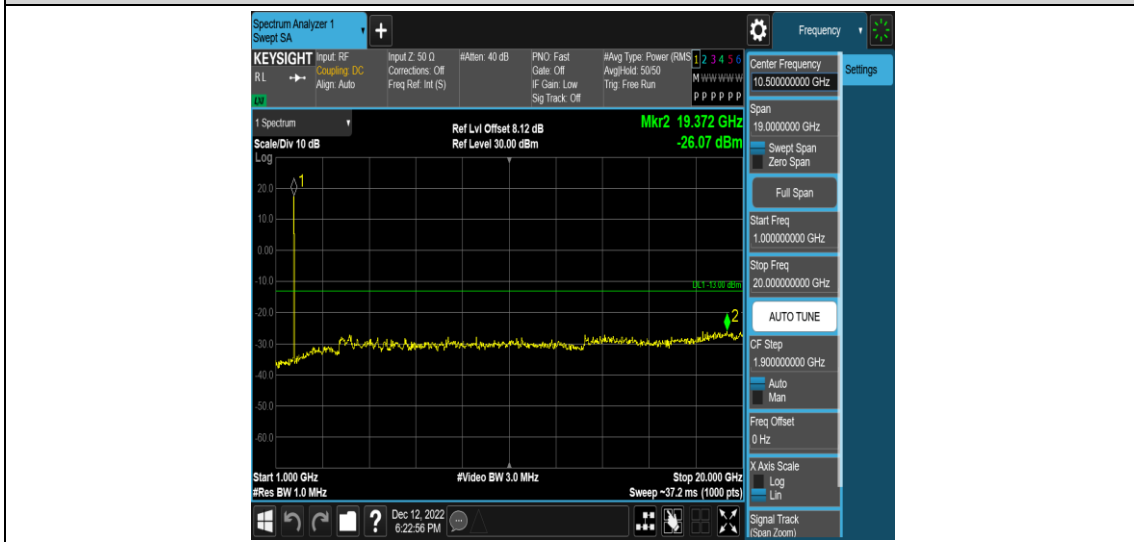 Spectrum Analyzer 1
Swept SA
+
Frequency
KEYSIGHT
RL
LXI
Input: RF
Coupling: DC
Align: Auto
Input Z: 50 Ω
Corrections: Off
Freq Ref: Int (S)
#Atten: 40 dB
PNO: Fast
Gate: Off
IF Gain: Low
Sig Track: Off
#Avg Type: Power (RMS
Avg|Hold: 50/50
Trig: Free Run
1 2 3 4 5 6
M W W W W W
P P P P P P
1 Spectrum
Scale/Div 10 dB
Log
Ref Lvl Offset 8.12 dB
Ref Level 30.00 dBm
Mkr2 19.372 GHz
-26.07 dBm
1
20.0
10.0
0.00
-10.0
DL1 -13.00 dBm
-20.0
2
-30.0
-40.0
-50.0
-60.0
Start 1.000 GHz
#Res BW 1.0 MHz
#Video BW 3.0 MHz
Stop 20.000 GHz
Sweep ~37.2 ms (1000 pts)
?
Dec 12, 2022
6:22:56 PM
Center Frequency
10.500000000 GHz
Settings
Span
19.0000000 GHz
Swept Span
Zero Span
Full Span
Start Freq
1.000000000 GHz
Stop Freq
20.000000000 GHz
AUTO TUNE
CF Step
1.900000000 GHz
Auto
Man
Freq Offset
0 Hz
X Axis Scale
Log
Lin
Signal Track
(Span Zoom)